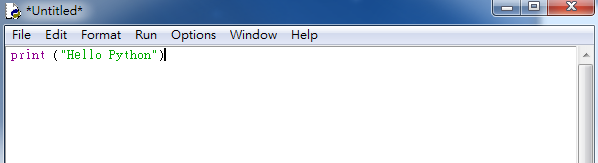 *Untitled*
File Edit Format Run Options Window Help
print ("Hello Python")